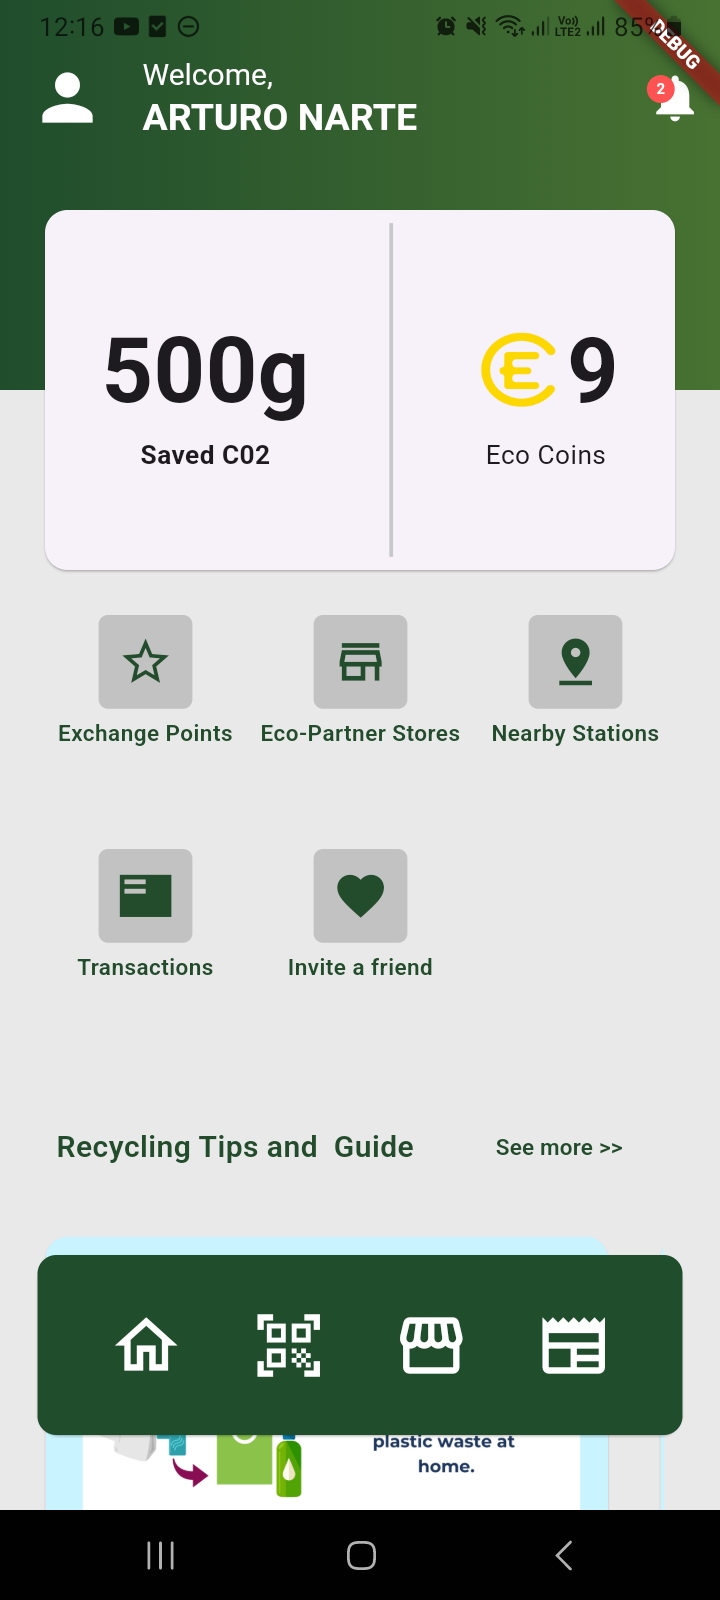 12:16
Vo))
LTE2
85%
DEBUG
Welcome,
ARTURO NARTE
2
500g
Saved C02
9
Eco Coins
Exchange Points
Eco-Partner Stores
Nearby Stations
Transactions
Invite a friend
Recycling Tips and  Guide
See more >>
plastic waste at
home.